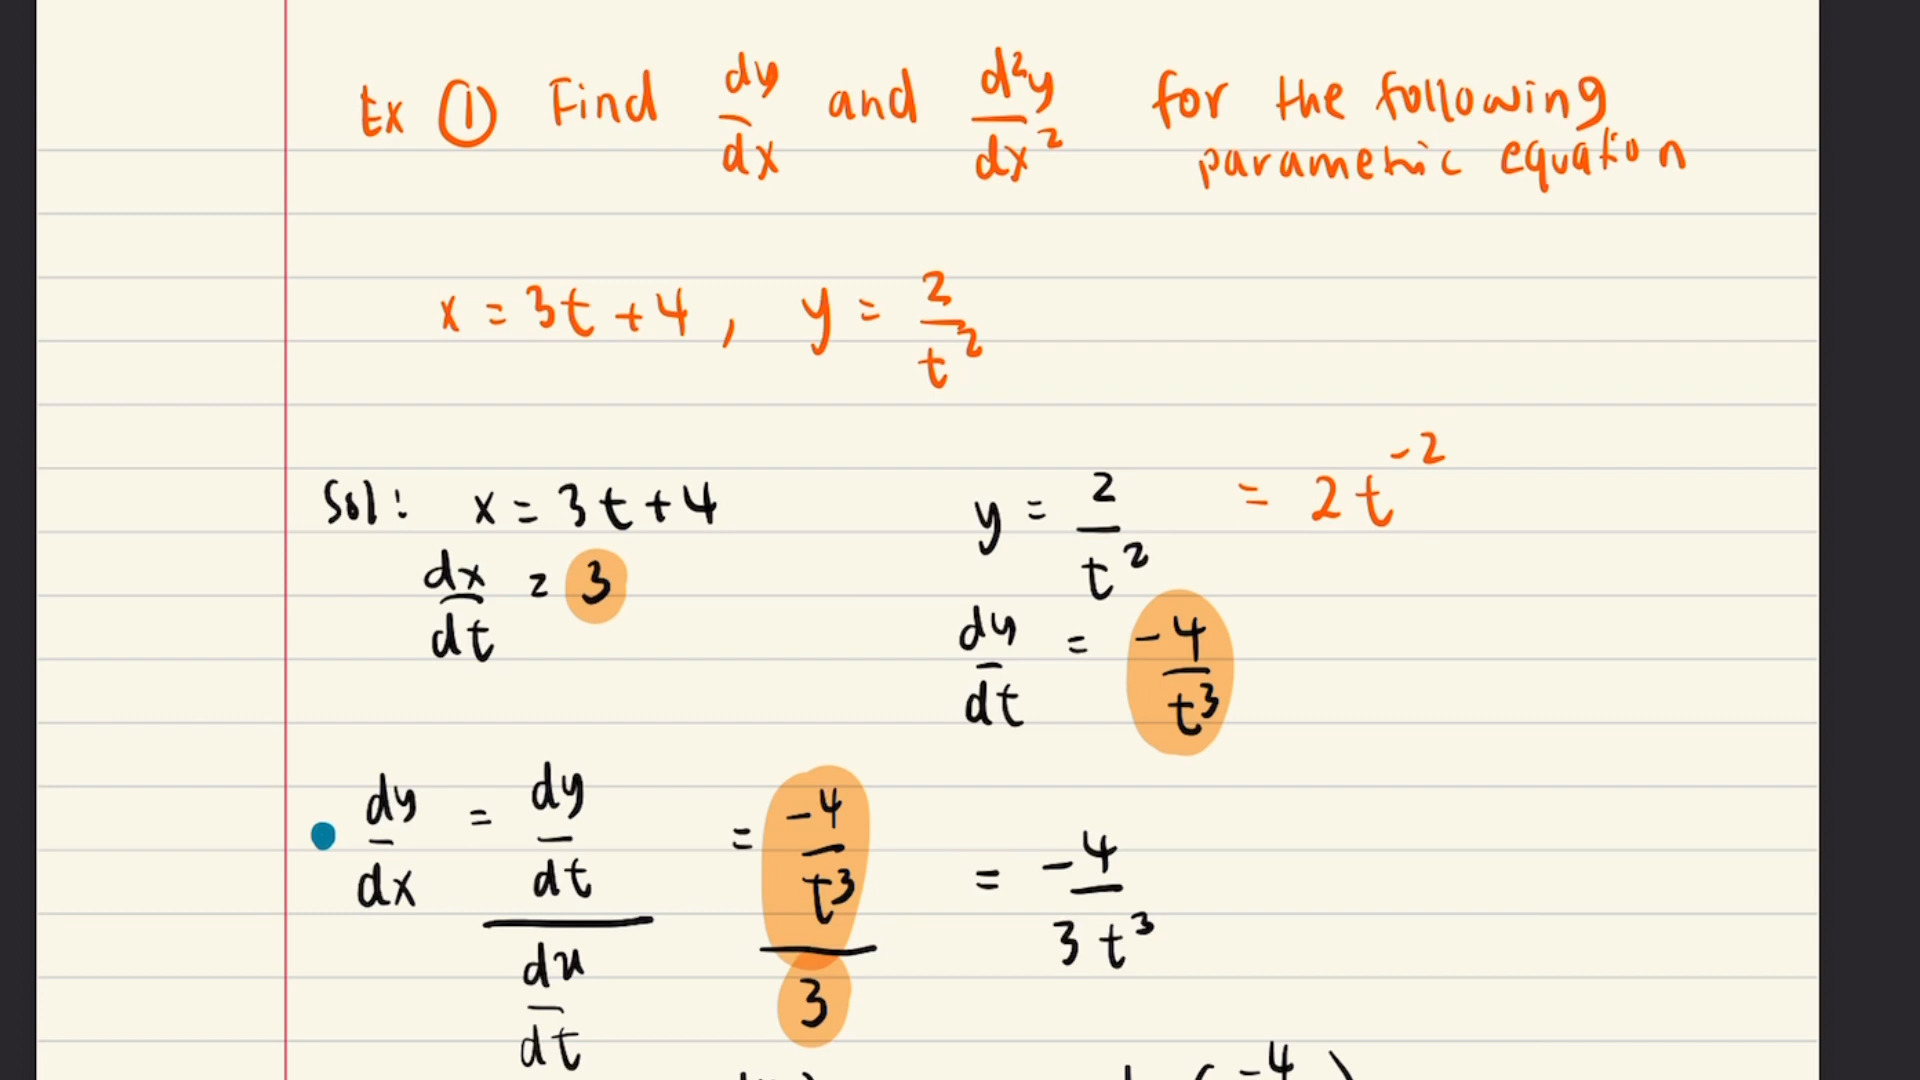 Ex ① Find dy/dx and d²y/dx² for the following
parametric equation
x = 3t + 4 , y = 2/t²
Sol: x = 3t + 4 y = 2/t² = 2t⁻²
dx/dt = 3 dy/dt = -4/t³
dy/dx = (dy/dt)/(dx/dt) = (-4/t³)/3 = -4/3t³